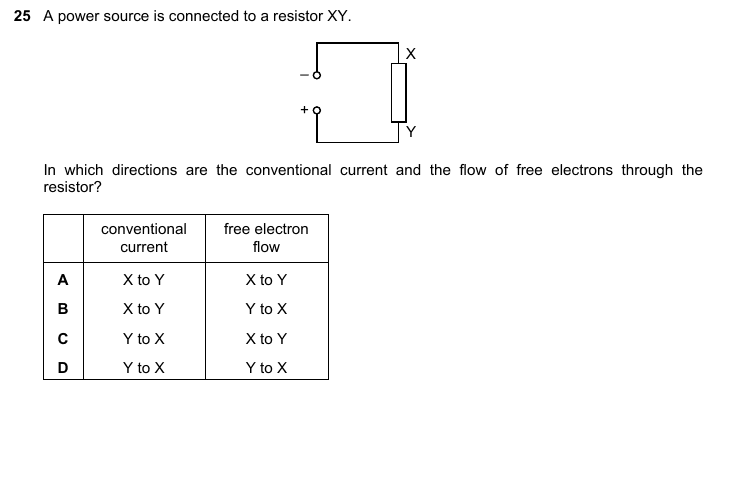 25 A power source is connected to a resistor XY.
X
–
+
Y
In which directions are the conventional current and the flow of free electrons through the
resistor?
conventional current free electron flow
A X to Y X to Y
B X to Y Y to X
C Y to X X to Y
D Y to X Y to X